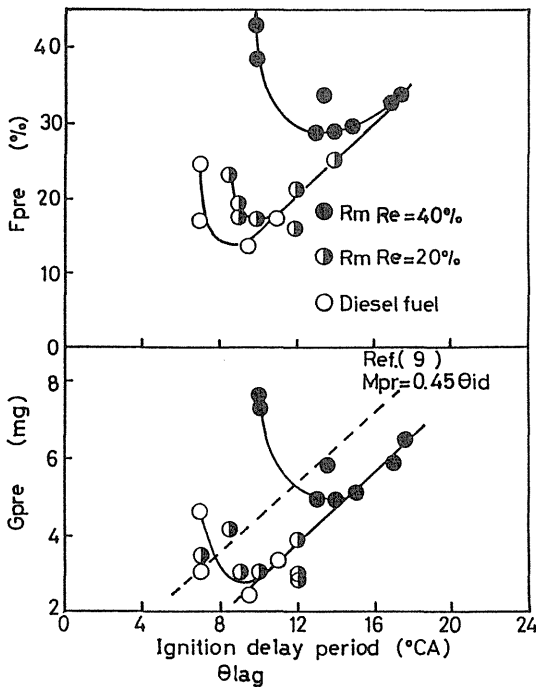 40
30
20
10
0
Fpre (%)
Rm Re=40%
Rm Re=20%
Diesel fuel
Ref.(9)
Mpr=0.45θid
8
6
4
2
Gpre (mg)
0 4 8 12 16 20 24
Ignition delay period (°CA)
θlag